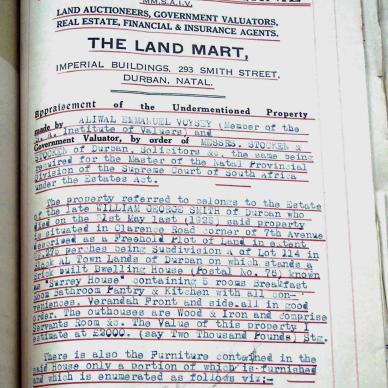 M.M.S.A.I.V.
LAND AUCTIONEERS, GOVERNMENT VALUATORS,
REAL ESTATE, FINANCIAL & INSURANCE AGENTS.
THE LAND MART,
IMPERIAL BUILDINGS, 293 SMITH STREET,
DURBAN, NATAL.
Appraisement of the Undermentioned Property
made by ALIWAL EMMANUEL VOYSEY (Member of the
Institute of Valuers) and
Government Valuator, by order of MESSRS. STOCKER &
of Durban, Solicitors &c. the same being
required for the Master of the Natal Provincial
Division of the Supreme Court of South Africa
under the Estates Act.
The property referred to belongs to the Estate
of the late WILLIAM GEORGE SMITH of Durban who
died on the 21st May last (1925) said property
is situated in Clarence Road corner of 7th Avenue
described as a Freehold Plot of Land in extent
perches being Subdivision A of Lot 114 in
Block AL Town Lands of Durban on which stands a
Brick built Dwelling House (Postal No. 75) known
as "Surrey House" containing 5 rooms Breakfast
Room Bathroom Pantry & Kitchen with all con-
veniences. Verandah Front and side.all in good
order. The outhouses are Wood & Iron and comprise
Servants Room &c. The Value of this property I
estimate at £2000. (say Two Thousand Pounds) Stg.
There is also the Furniture contained in the
said House only a portion of which is furnished
and which is enumerated as follows viz:-